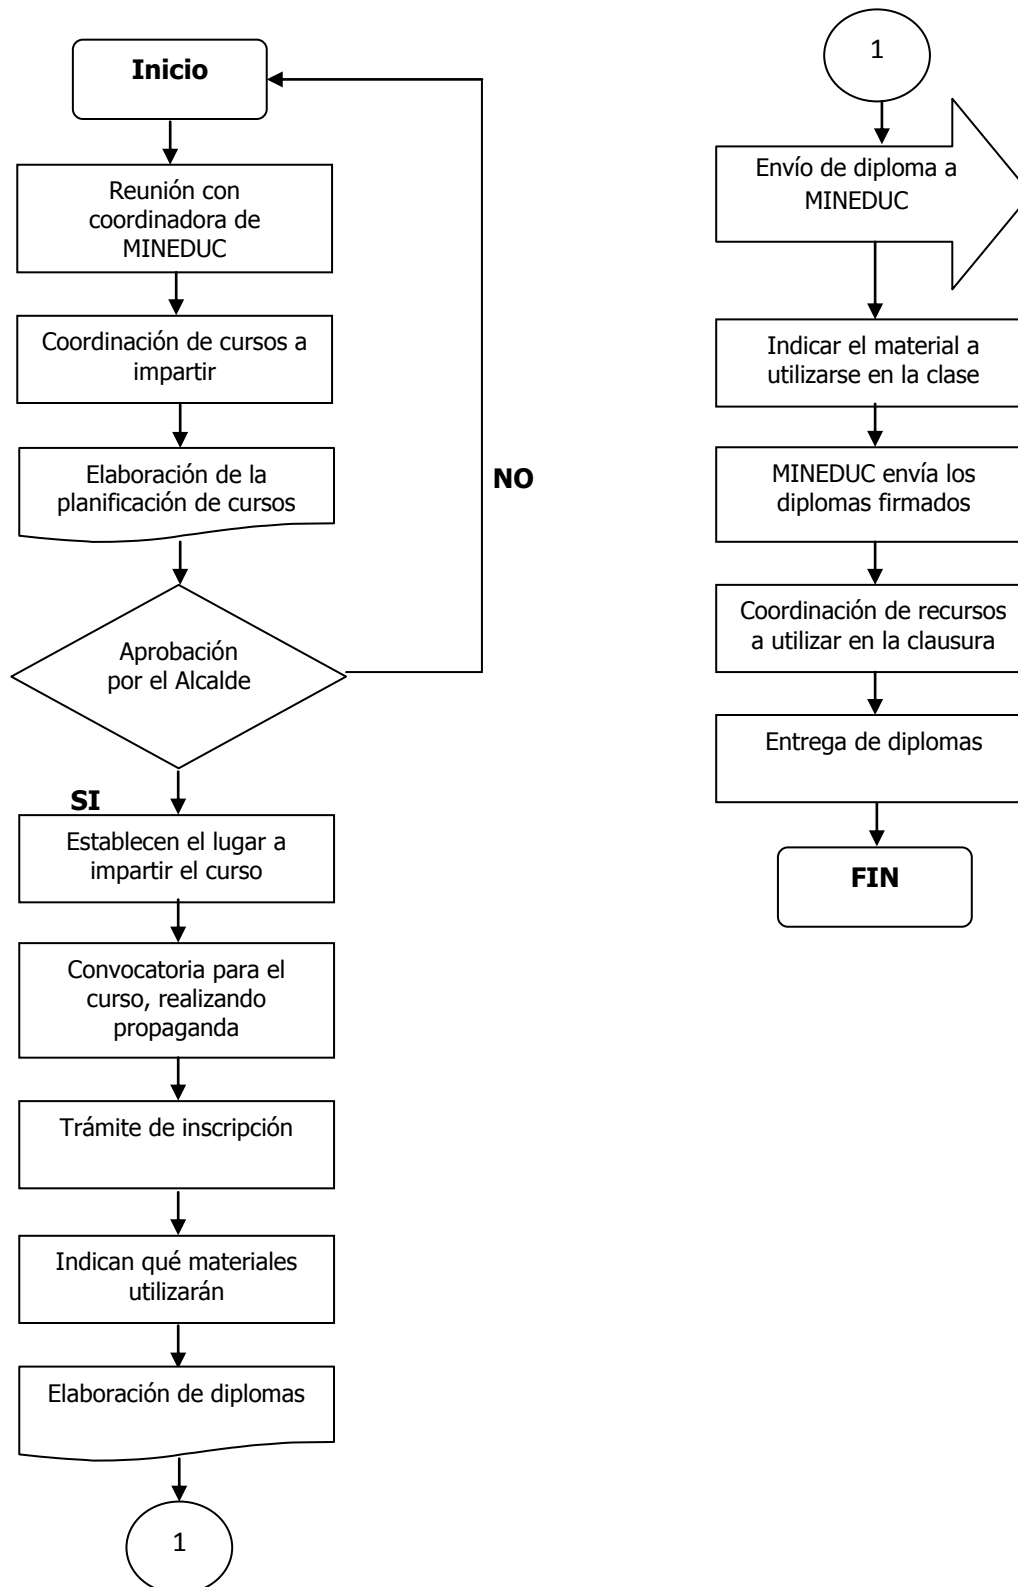 Inicio
Reunión con
coordinadora de
MINEDUC
Coordinación de cursos a
impartir
Elaboración de la
planificación de cursos
NO
Aprobación
por el Alcalde
SI
Establecen el lugar a
impartir el curso
Convocatoria para el
curso, realizando
propaganda
Trámite de inscripción
Indican qué materiales
utilizarán
Elaboración de diplomas
1
1
Envío de diploma a
MINEDUC
Indicar el material a
utilizarse en la clase
MINEDUC envía los
diplomas firmados
Coordinación de recursos
a utilizar en la clausura
Entrega de diplomas
FIN